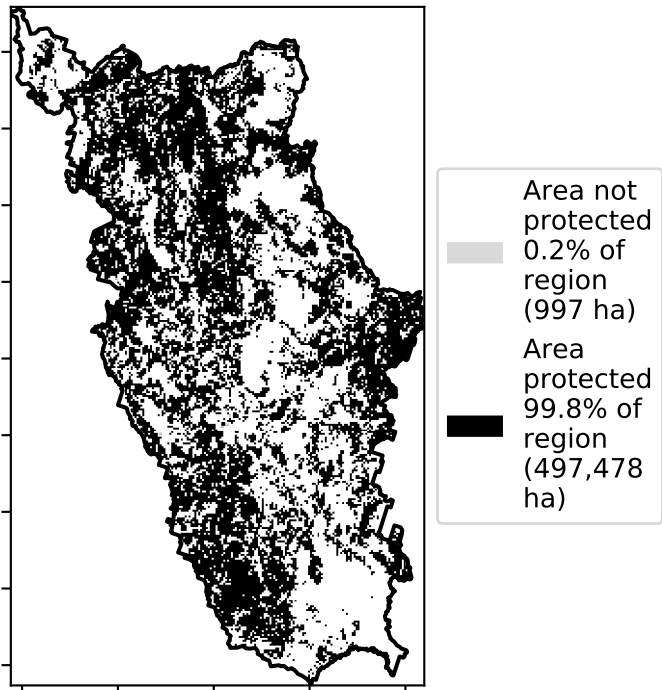 Area not
protected
0.2% of
region
(997 ha)
Area
protected
99.8% of
region
(497,478
ha)